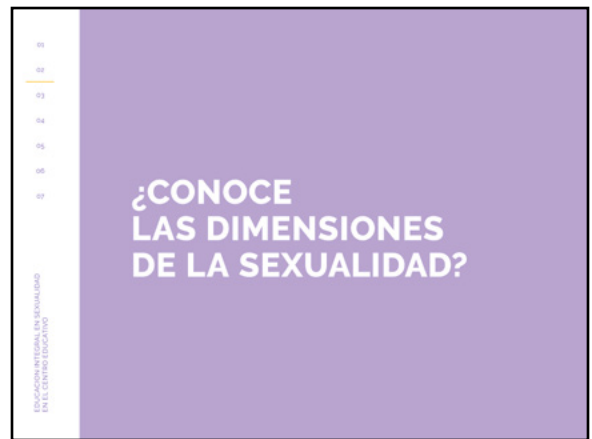 01
02
03
04
05
06
07
¿CONOCE
LAS DIMENSIONES
DE LA SEXUALIDAD?
EDUCACIÓN INTEGRAL EN SEXUALIDAD
EN EL CENTRO EDUCATIVO